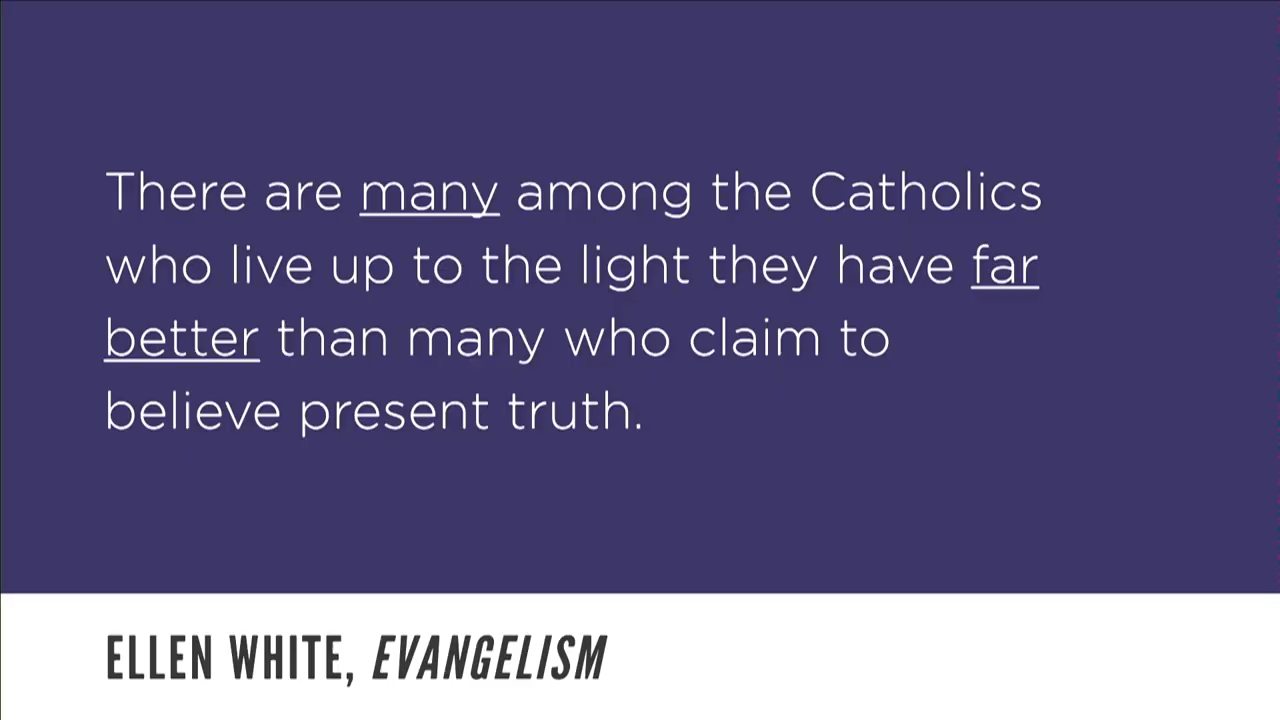 There are many among the Catholics
who live up to the light they have far
better than many who claim to
believe present truth.
ELLEN WHITE, EVANGELISM